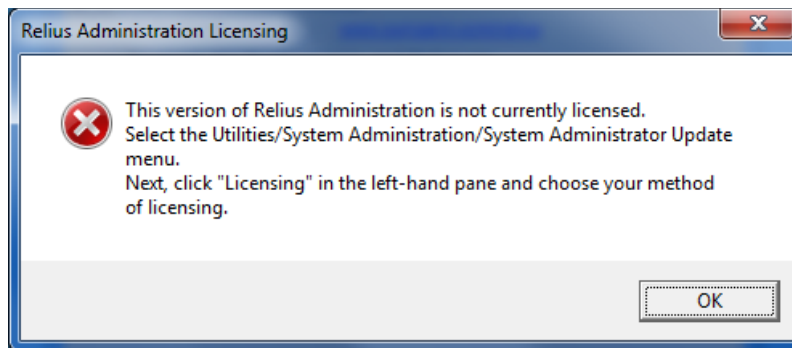 Relius Administration Licensing
This version of Relius Administration is not currently licensed.
Select the Utilities/System Administration/System Administrator Update
menu.
Next, click "Licensing" in the left-hand pane and choose your method
of licensing.
OK